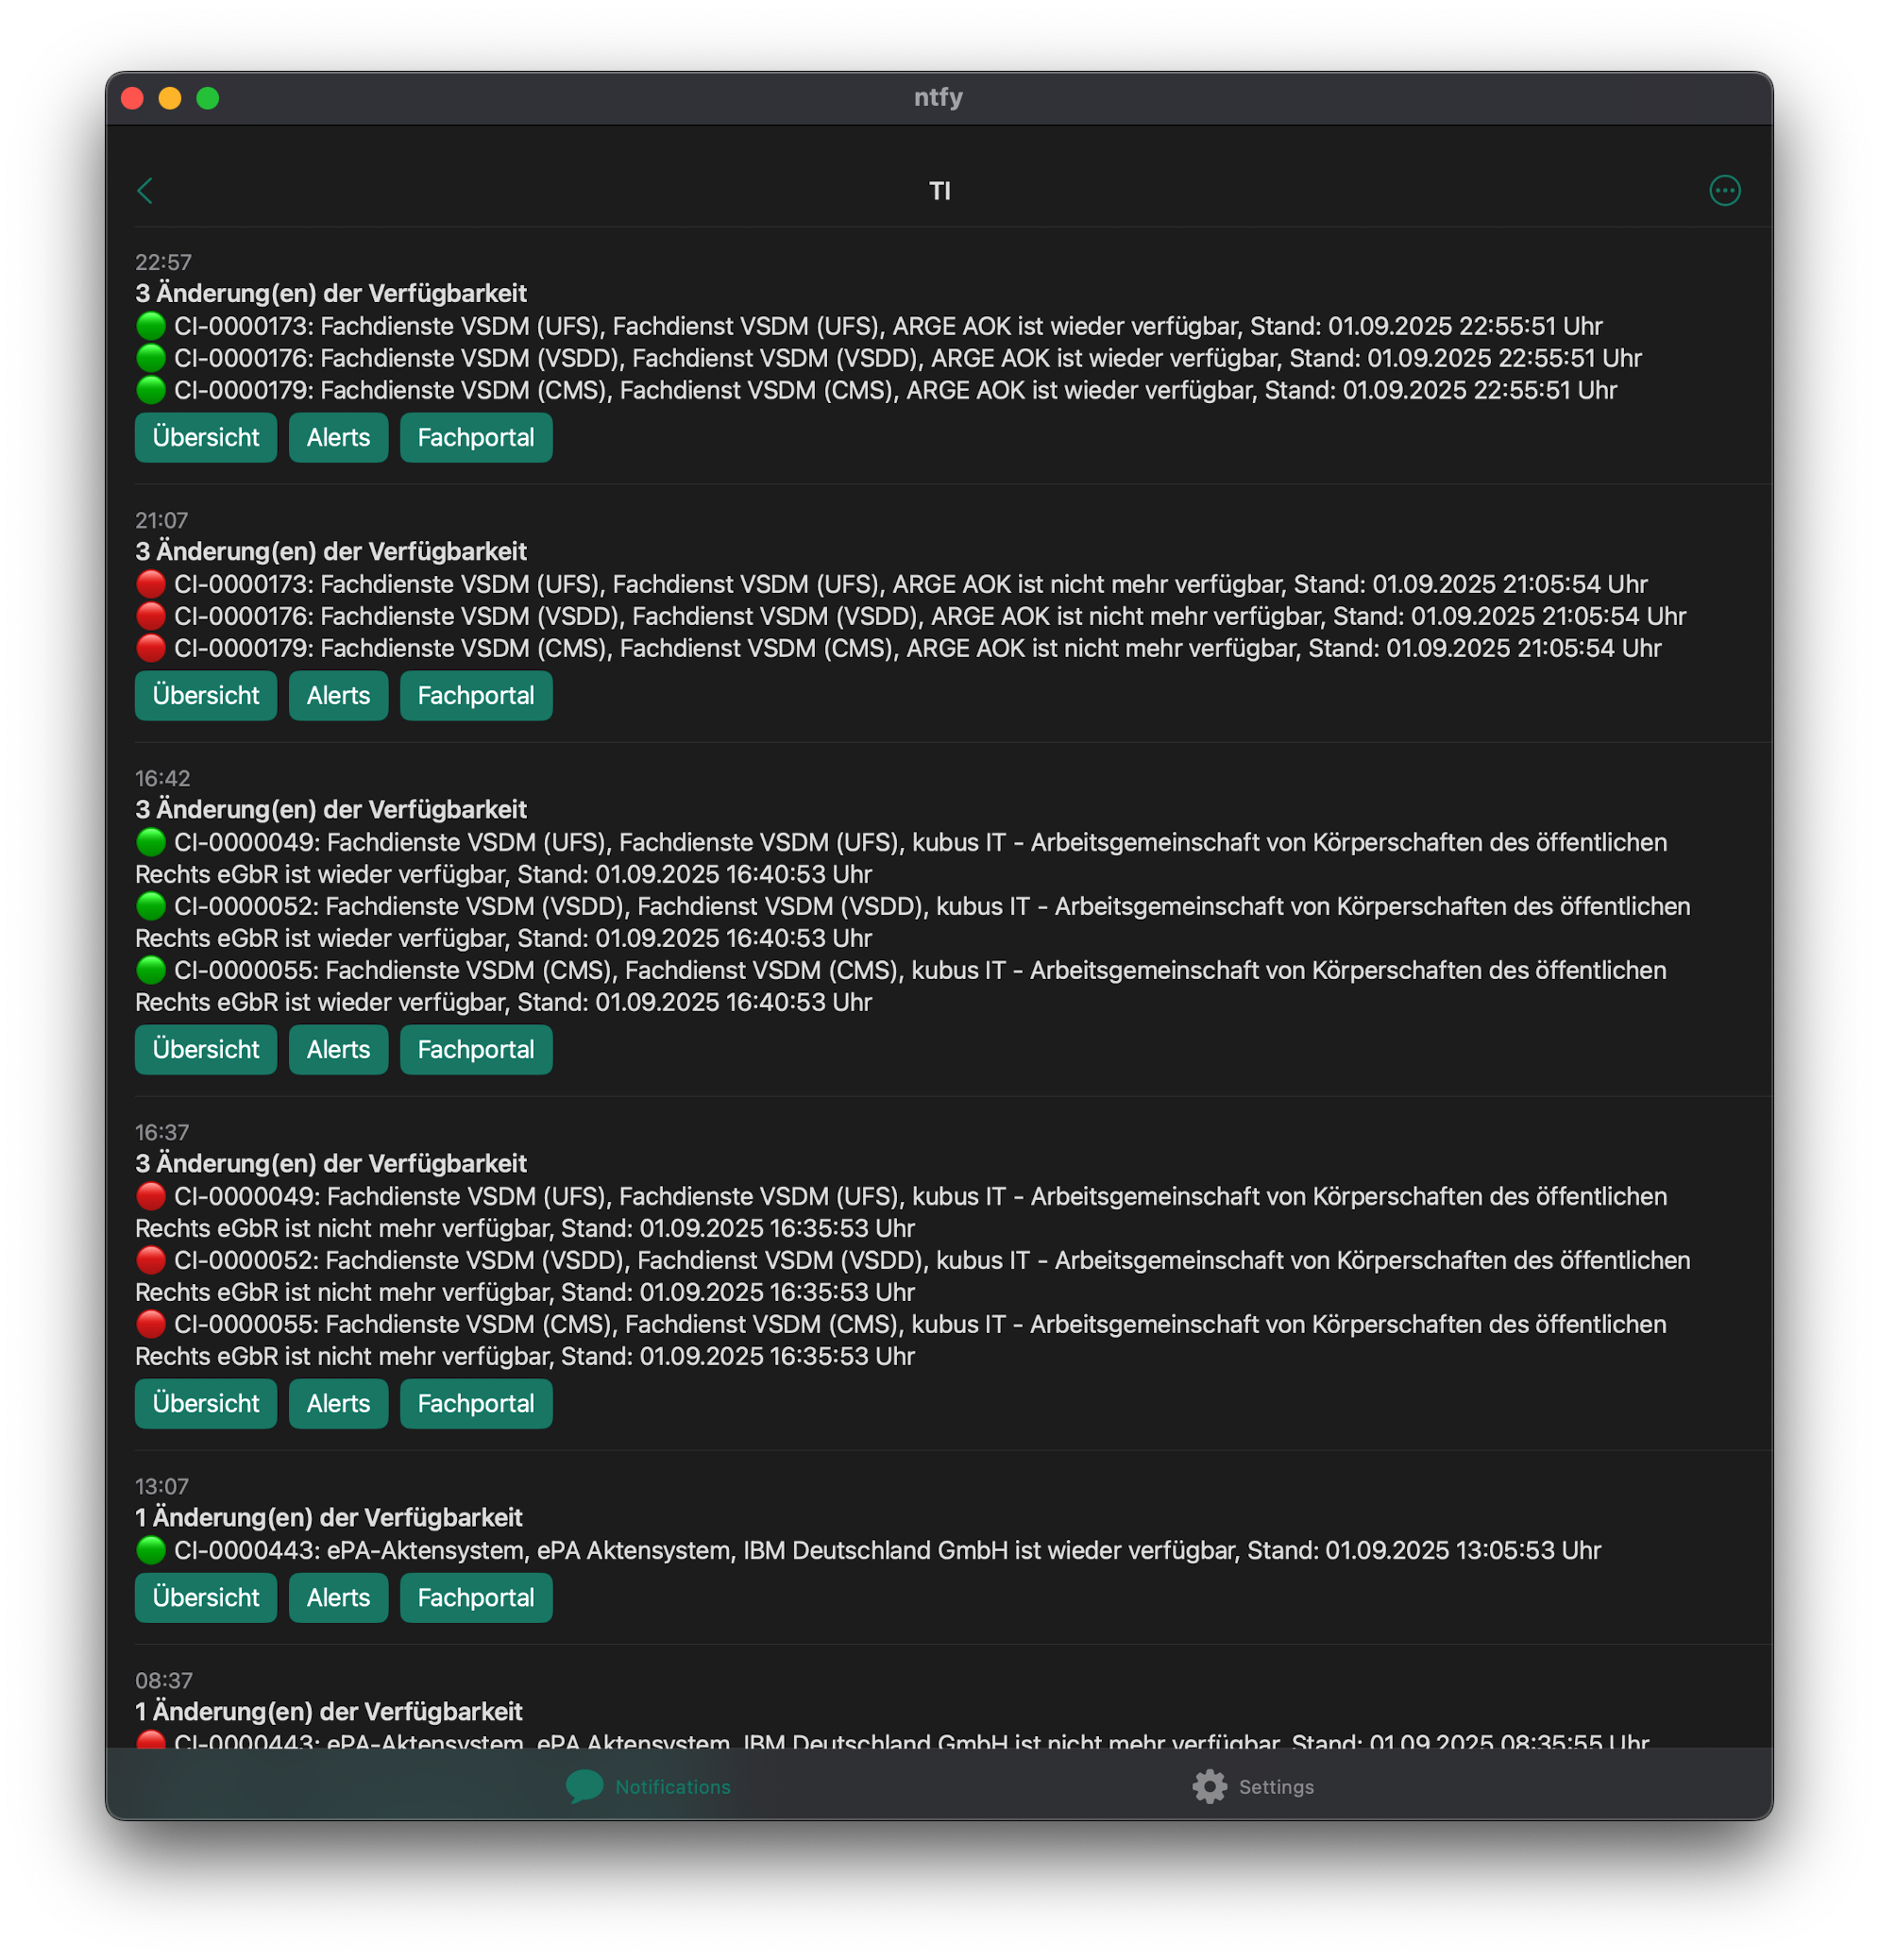 ntfy
TI
22:57
3 Änderung(en) der Verfügbarkeit
🟢 CI-0000173: Fachdienste VSDM (UFS), Fachdienst VSDM (UFS), ARGE AOK ist wieder verfügbar, Stand: 01.09.2025 22:55:51 Uhr
🟢 CI-0000176: Fachdienste VSDM (VSDD), Fachdienst VSDM (VSDD), ARGE AOK ist wieder verfügbar, Stand: 01.09.2025 22:55:51 Uhr
🟢 CI-0000179: Fachdienste VSDM (CMS), Fachdienst VSDM (CMS), ARGE AOK ist wieder verfügbar, Stand: 01.09.2025 22:55:51 Uhr
Übersicht Alerts Fachportal
21:07
3 Änderung(en) der Verfügbarkeit
🔴 CI-0000173: Fachdienste VSDM (UFS), Fachdienst VSDM (UFS), ARGE AOK ist nicht mehr verfügbar, Stand: 01.09.2025 21:05:54 Uhr
🔴 CI-0000176: Fachdienste VSDM (VSDD), Fachdienst VSDM (VSDD), ARGE AOK ist nicht mehr verfügbar, Stand: 01.09.2025 21:05:54 Uhr
🔴 CI-0000179: Fachdienste VSDM (CMS), Fachdienst VSDM (CMS), ARGE AOK ist nicht mehr verfügbar, Stand: 01.09.2025 21:05:54 Uhr
Übersicht Alerts Fachportal
16:42
3 Änderung(en) der Verfügbarkeit
🟢 CI-0000049: Fachdienste VSDM (UFS), Fachdienste VSDM (UFS), kubus IT - Arbeitsgemeinschaft von Körperschaften des öffentlichen
Rechts eGbR ist wieder verfügbar, Stand: 01.09.2025 16:40:53 Uhr
🟢 CI-0000052: Fachdienste VSDM (VSDD), Fachdienst VSDM (VSDD), kubus IT - Arbeitsgemeinschaft von Körperschaften des öffentlichen
Rechts eGbR ist wieder verfügbar, Stand: 01.09.2025 16:40:53 Uhr
🟢 CI-0000055: Fachdienste VSDM (CMS), Fachdienst VSDM (CMS), kubus IT - Arbeitsgemeinschaft von Körperschaften des öffentlichen
Rechts eGbR ist wieder verfügbar, Stand: 01.09.2025 16:40:53 Uhr
Übersicht Alerts Fachportal
16:37
3 Änderung(en) der Verfügbarkeit
🔴 CI-0000049: Fachdienste VSDM (UFS), Fachdienste VSDM (UFS), kubus IT - Arbeitsgemeinschaft von Körperschaften des öffentlichen
Rechts eGbR ist nicht mehr verfügbar, Stand: 01.09.2025 16:35:53 Uhr
🔴 CI-0000052: Fachdienste VSDM (VSDD), Fachdienst VSDM (VSDD), kubus IT - Arbeitsgemeinschaft von Körperschaften des öffentlichen
Rechts eGbR ist nicht mehr verfügbar, Stand: 01.09.2025 16:35:53 Uhr
🔴 CI-0000055: Fachdienste VSDM (CMS), Fachdienst VSDM (CMS), kubus IT - Arbeitsgemeinschaft von Körperschaften des öffentlichen
Rechts eGbR ist nicht mehr verfügbar, Stand: 01.09.2025 16:35:53 Uhr
Übersicht Alerts Fachportal
13:07
1 Änderung(en) der Verfügbarkeit
🟢 CI-0000443: ePA-Aktensystem, ePA Aktensystem, IBM Deutschland GmbH ist wieder verfügbar, Stand: 01.09.2025 13:05:53 Uhr
Übersicht Alerts Fachportal
08:37
1 Änderung(en) der Verfügbarkeit
🔴 CI-0000443: ePA-Aktensystem, ePA Aktensystem, IBM Deutschland GmbH ist nicht mehr verfügbar, Stand: 01.09.2025 08:35:55 Uhr
Notifications Settings